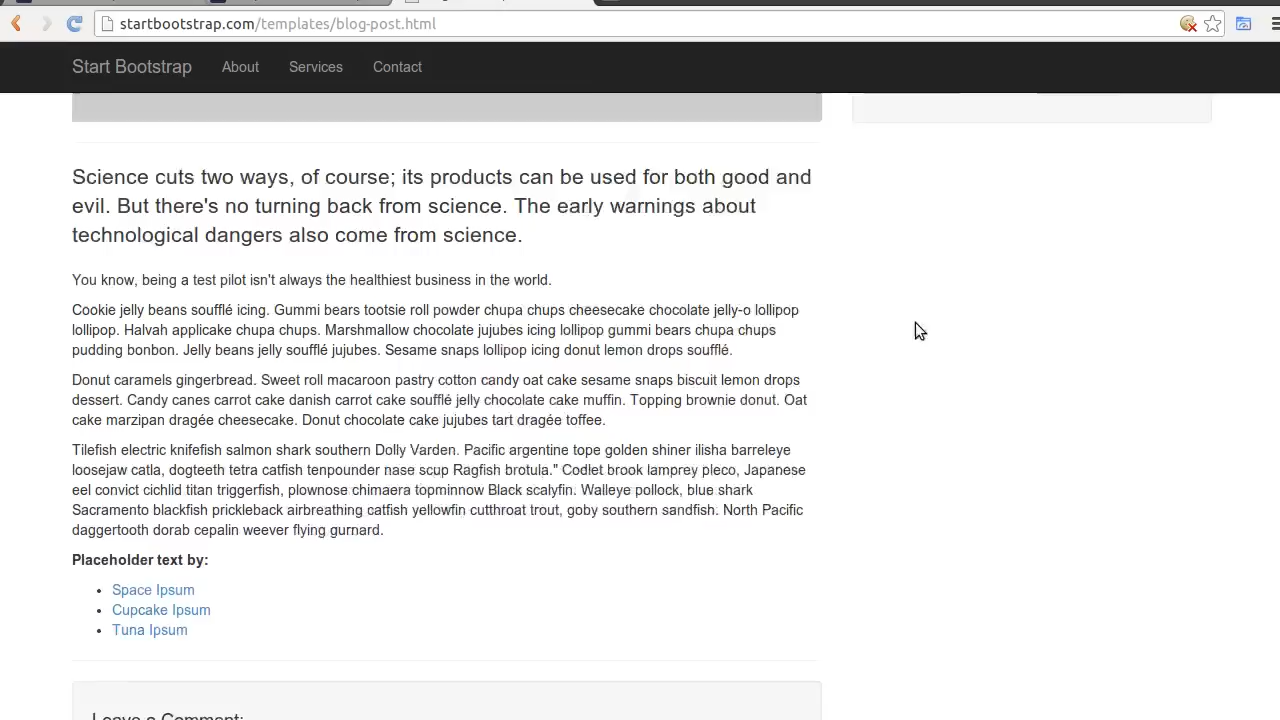 startbootstrap.com/templates/blog-post.html
Start Bootstrap About Services Contact
Science cuts two ways, of course; its products can be used for both good and
evil. But there's no turning back from science. The early warnings about
technological dangers also come from science.
You know, being a test pilot isn't always the healthiest business in the world.
Cookie jelly beans soufflé icing. Gummi bears tootsie roll powder chupa chups cheesecake chocolate jelly-o lollipop
lollipop. Halvah applicake chupa chups. Marshmallow chocolate jujubes icing lollipop gummi bears chupa chups
pudding bonbon. Jelly beans jelly soufflé jujubes. Sesame snaps lollipop icing donut lemon drops soufflé.
Donut caramels gingerbread. Sweet roll macaroon pastry cotton candy oat cake sesame snaps biscuit lemon drops
dessert. Candy canes carrot cake danish carrot cake soufflé jelly chocolate cake muffin. Topping brownie donut. Oat
cake marzipan dragée cheesecake. Donut chocolate cake jujubes tart dragée toffee.
Tilefish electric knifefish salmon shark southern Dolly Varden. Pacific argentine tope golden shiner ilisha barreleye
loosejaw catla, dogteeth tetra catfish tenpounder nase scup Ragfish brotula." Codlet brook lamprey pleco, Japanese
eel convict cichlid titan triggerfish, plownose chimaera topminnow Black scalyfin. Walleye pollock, blue shark
Sacramento blackfish prickleback airbreathing catfish yellowfin cutthroat trout, goby southern sandfish. North Pacific
daggertooth dorab cepalin weever flying gurnard.
Placeholder text by:
• Space Ipsum
• Cupcake Ipsum
• Tuna Ipsum
Leave a Comment: